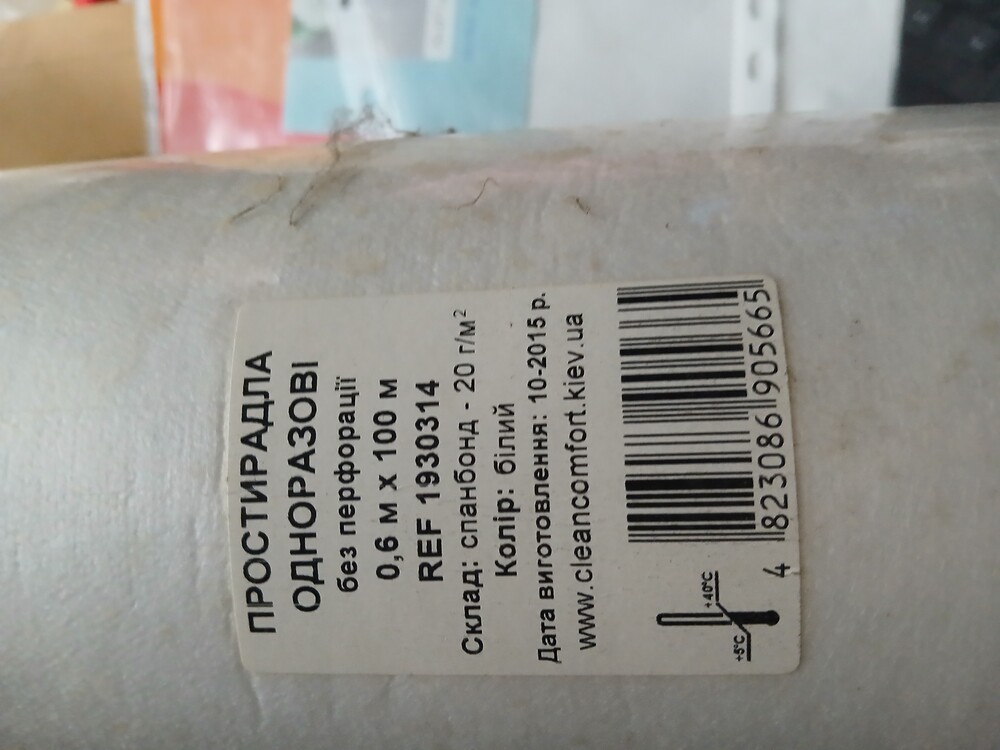 ПРОСТИРАДЛА
ОДНОРАЗОВІ
без перфорації
0,6 м х 100 м
REF 1930314
Склад: спанбонд - 20 г/м²
Колір: білий
Дата виготовлення: 10-2015 р.
www.cleancomfort.kiev.ua
+5°C
+40°C
4 823086 905665